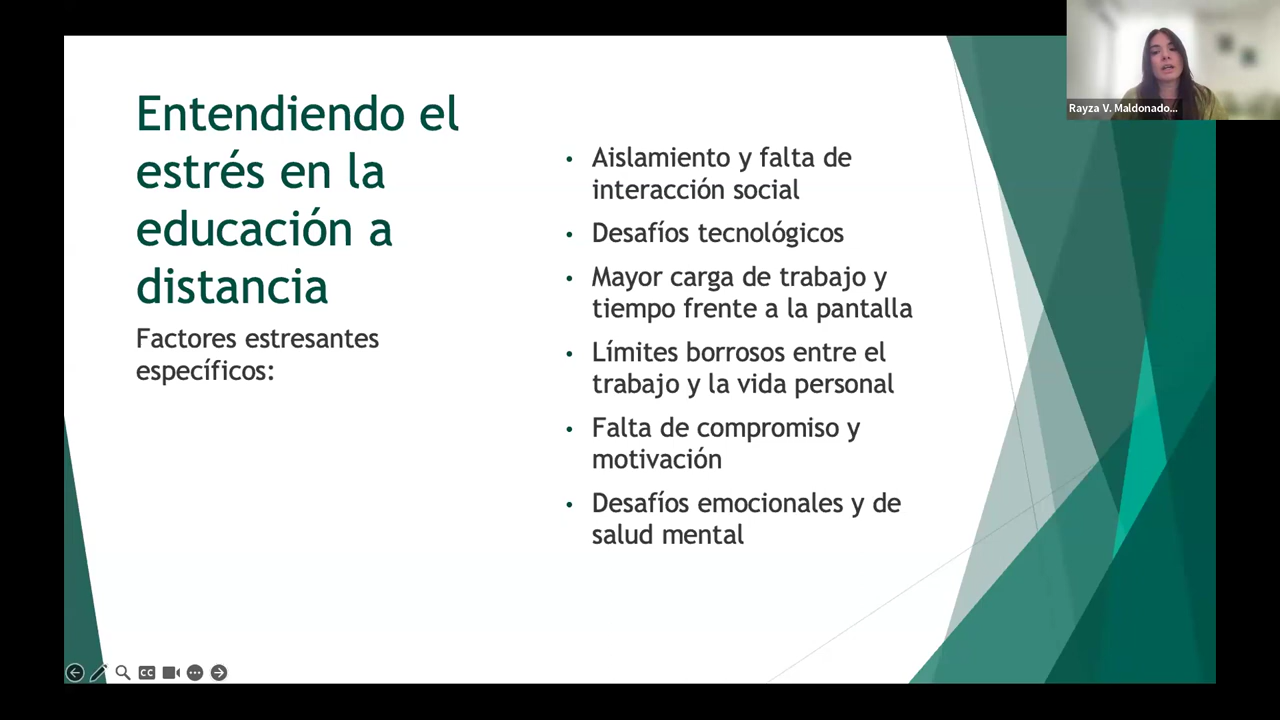 Entendiendo el
estrés en la
educación a
distancia
Factores estresantes
específicos:
• Aislamiento y falta de
interacción social
• Desafíos tecnológicos
• Mayor carga de trabajo y
tiempo frente a la pantalla
• Límites borrosos entre el
trabajo y la vida personal
• Falta de compromiso y
motivación
• Desafíos emocionales y de
salud mental
Rayza V. Maldonado...
CC